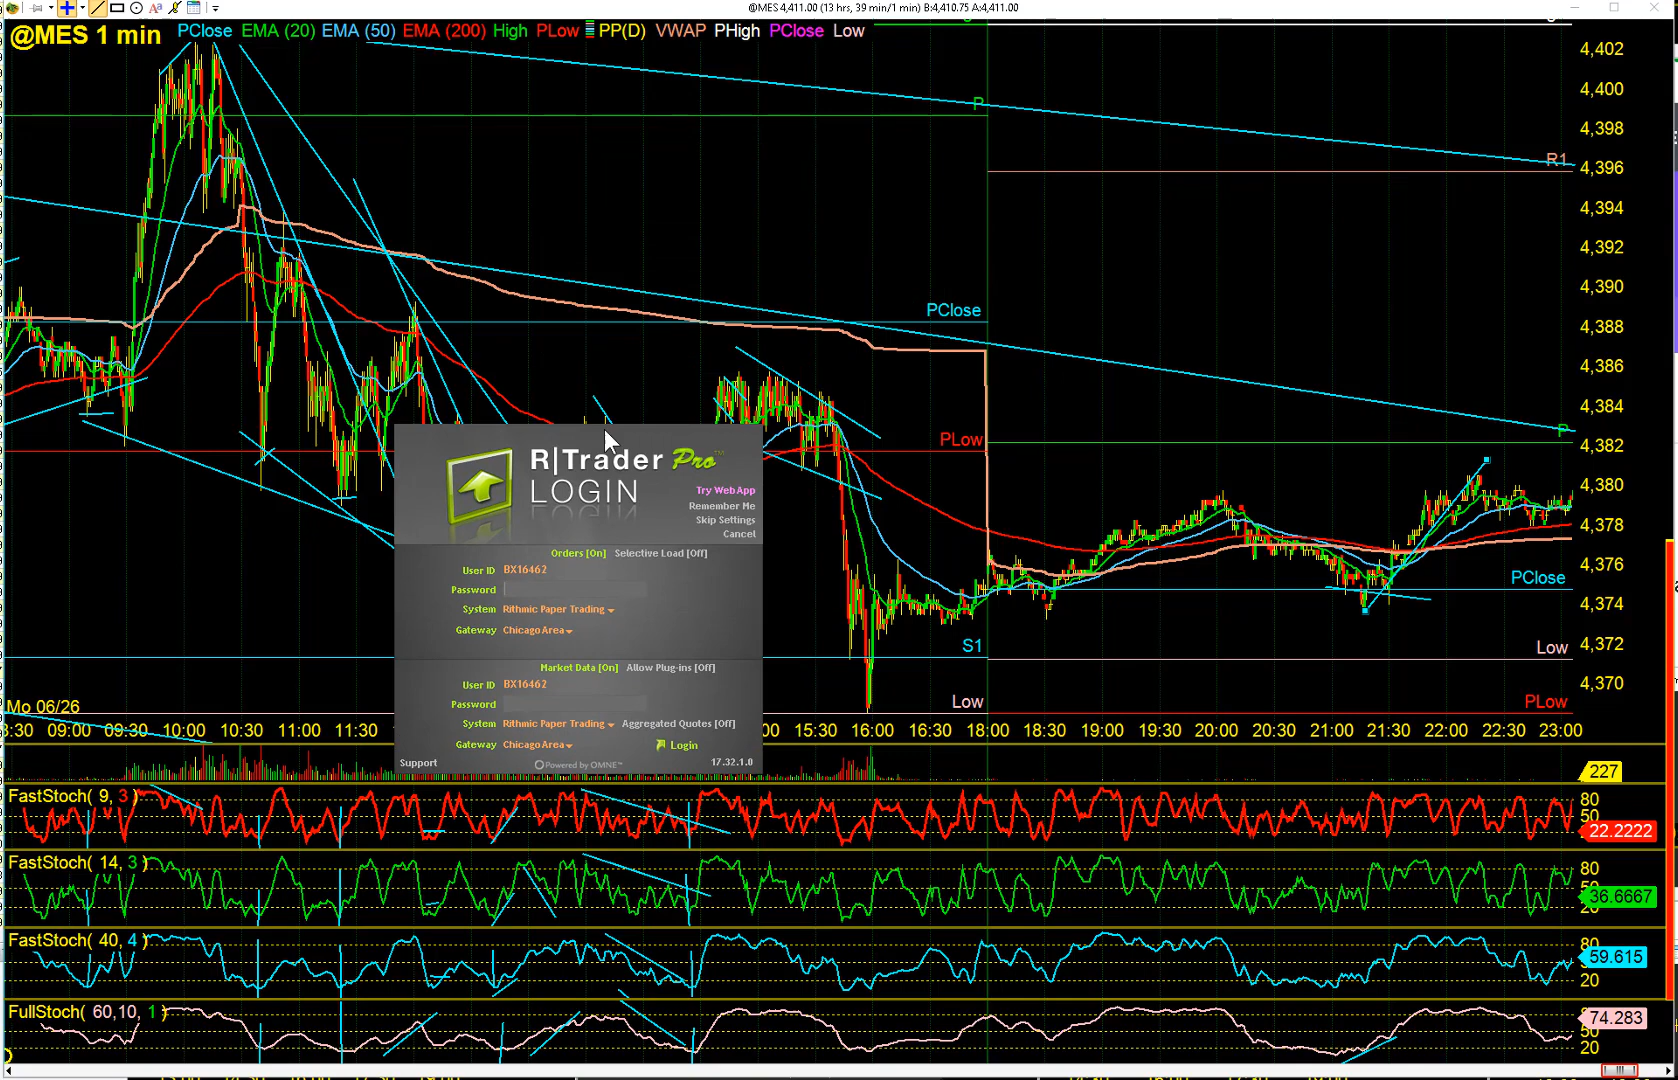 @MES 4,411.00 (13 hrs, 39 min/1 min) B:4,410.75 A:4,411.00
@MES 1 min PClose EMA (20) EMA (50) EMA (200) High PLow PP(D) VWAP PHigh PClose Low
4,402
4,400
P
4,398
R1
4,396
4,394
4,392
4,390
PClose
4,388
4,386
4,384
P
PLow
4,382
4,380
4,378
4,376
PClose
4,374
S1
Low
4,372
4,370
Low
PLow
Mo 06/26
R|Trader Pro™
LOGIN
Try Web App
Remember Me
Skip Settings
Cancel
Orders [On] Selective Load [Off]
User ID BX16462
Password
System Rithmic Paper Trading
Gateway Chicago Area
Market Data [On] Allow Plug-ins [Off]
User ID BX16462
Password
System Rithmic Paper Trading Aggregated Quotes [Off]
Gateway Chicago Area Login
Support Powered by OMNE™ 17.32.1.0
8:30 09:00 09:30 10:00 10:30 11:00 11:30 15:30 16:00 16:30 17:00 18:00 18:30 19:00 19:30 20:00 20:30 21:00 21:30 22:00 22:30 23:00
227
FastStoch( 9, 3 )
80
50
22.2222
FastStoch( 14, 3 )
80
36.6667
20
FastStoch( 40, 4 )
80
59.615
20
FullStoch( 60,10, 1 )
74.283
50
20